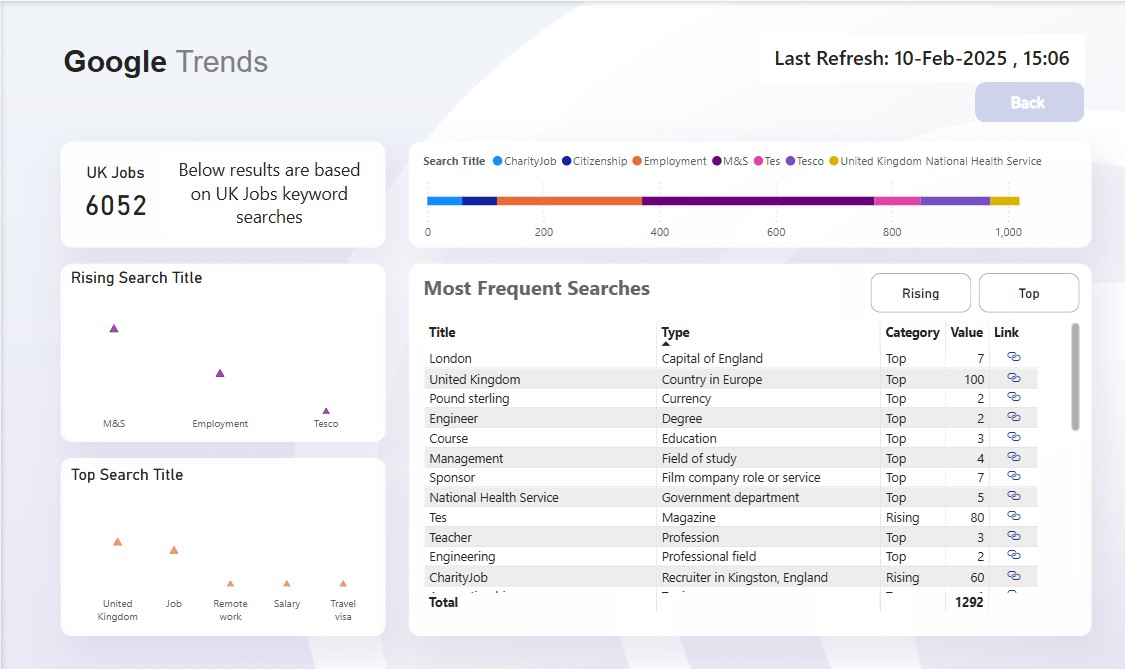 Google Trends
Last Refresh: 10-Feb-2025 , 15:06
Back
UK Jobs
6052
Below results are based
on UK Jobs keyword
searches
Search Title CharityJob Citizenship Employment M&S Tes Tesco United Kingdom National Health Service
0 200 400 600 800 1,000
Rising Search Title
M&S Employment Tesco
Top Search Title
United Kingdom
Job
Remote work
Salary
Travel visa
Most Frequent Searches
Rising
Top
Title Type Category Value Link
London Capital of England Top 7
United Kingdom Country in Europe Top 100
Pound sterling Currency Top 2
Engineer Degree Top 2
Course Education Top 3
Management Field of study Top 4
Sponsor Film company role or service Top 7
National Health Service Government department Top 5
Tes Magazine Rising 80
Teacher Profession Top 3
Engineering Professional field Top 2
CharityJob Recruiter in Kingston, England Rising 60
Total 1292